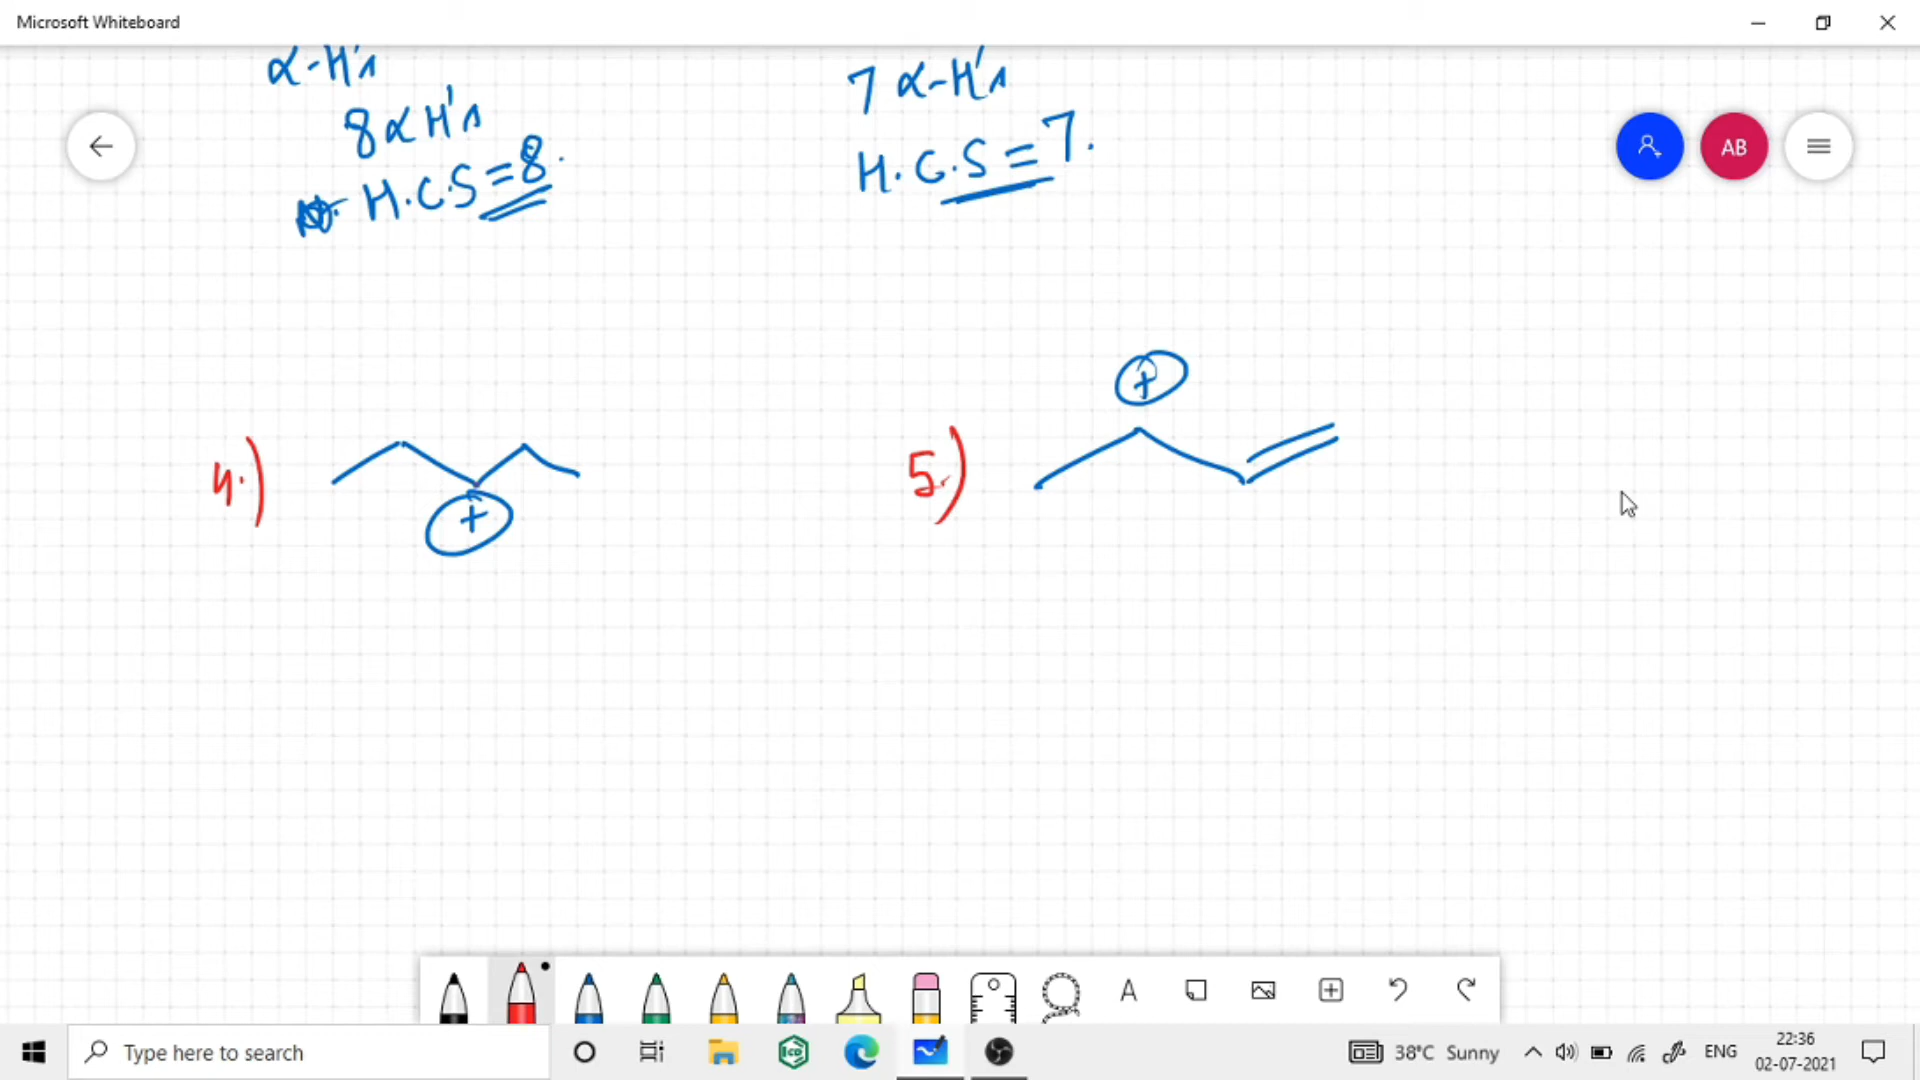 Microsoft Whiteboard
α-H's
8 α H's
H.C.S = 8.
7 α-H's
H.C.S = 7.
AB
4.)
+
5.)
+
A
Type here to search
38°C Sunny
ENG
22:36
02-07-2021